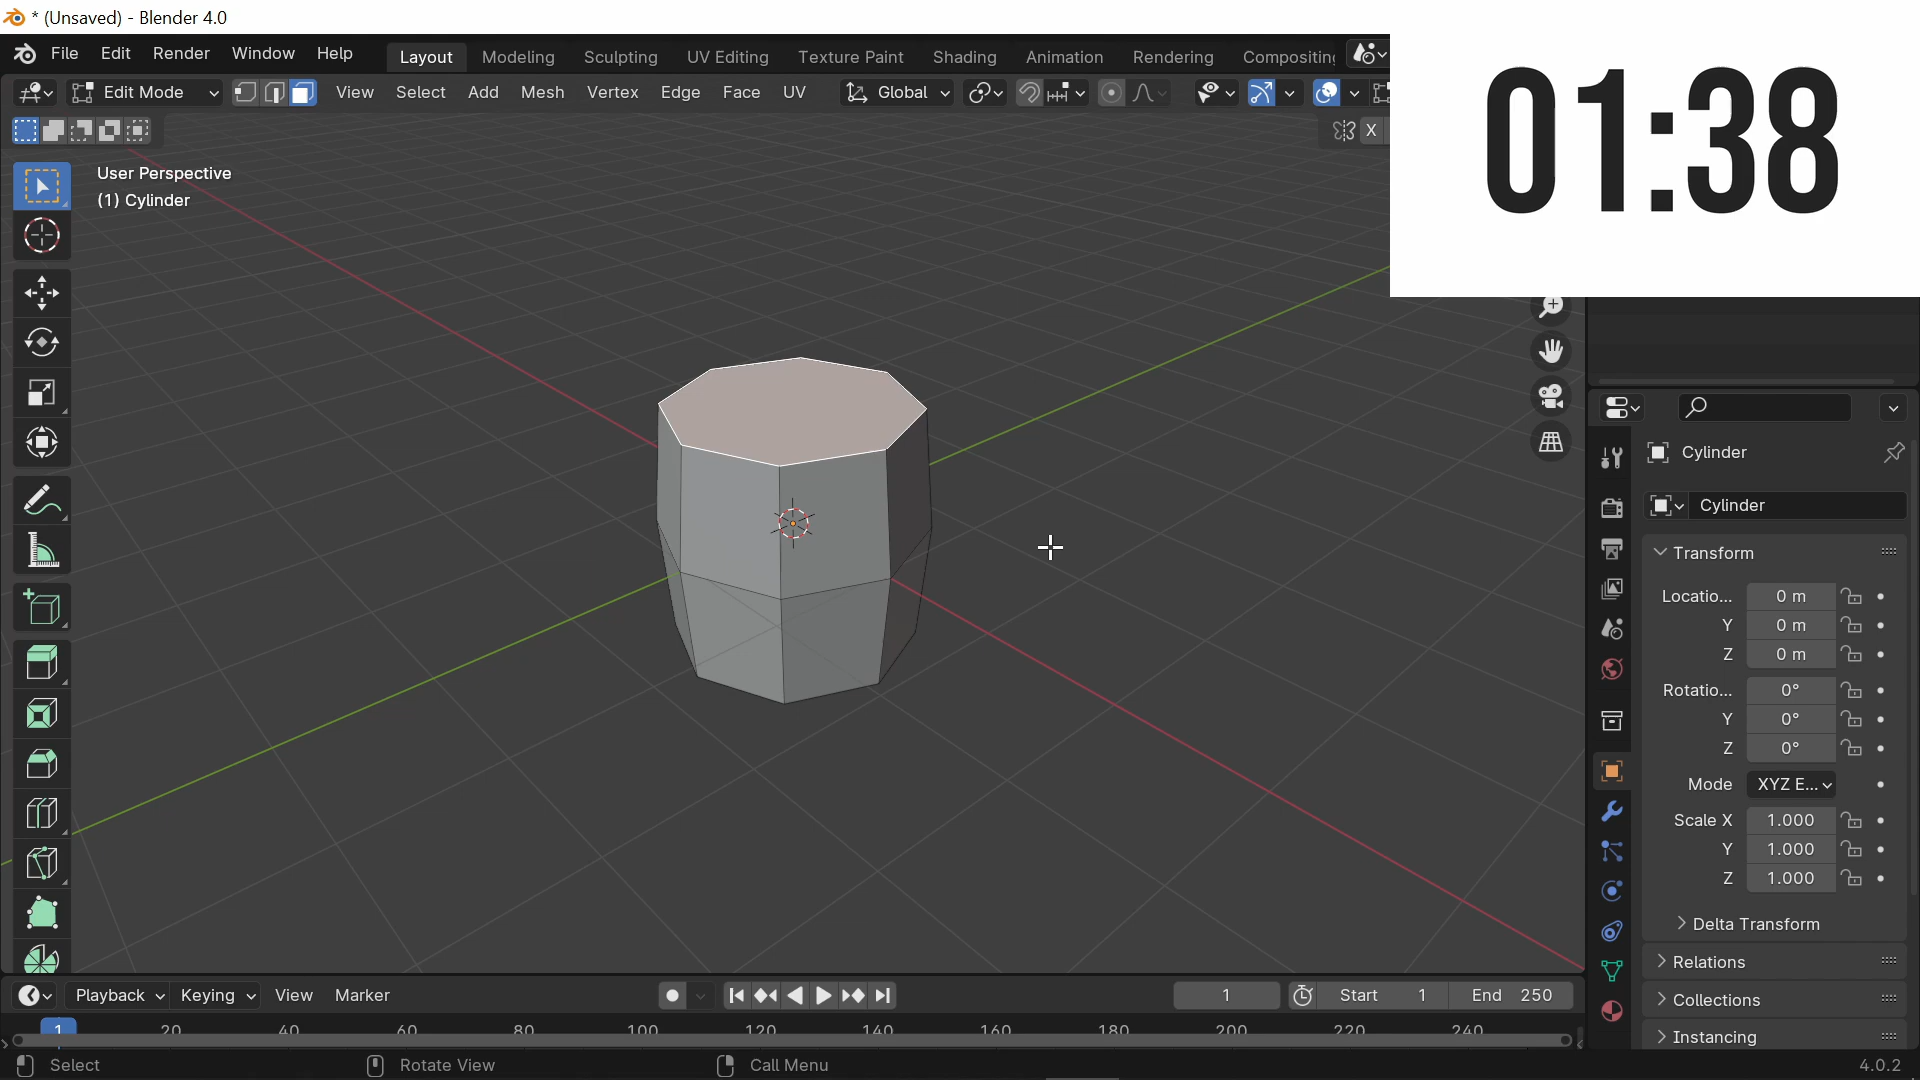 * (Unsaved) - Blender 4.0
File Edit Render Window Help Layout Modeling Sculpting UV Editing Texture Paint Shading Animation Rendering Compositing
01:38
Edit Mode View Select Add Mesh Vertex Edge Face UV Global
X
User Perspective
(1) Cylinder
Cylinder
Cylinder
Transform
Locatio... 0 m
Y 0 m
Z 0 m
Rotatio... 0°
Y 0°
Z 0°
Mode XYZ E...
Scale X 1.000
Y 1.000
Z 1.000
Delta Transform
Relations
Collections
Instancing
Playback Keying View Marker 1 Start 1 End 250
1 20 40 60 80 100 120 140 160 180 200 220 240
Select Rotate View Call Menu 4.0.2